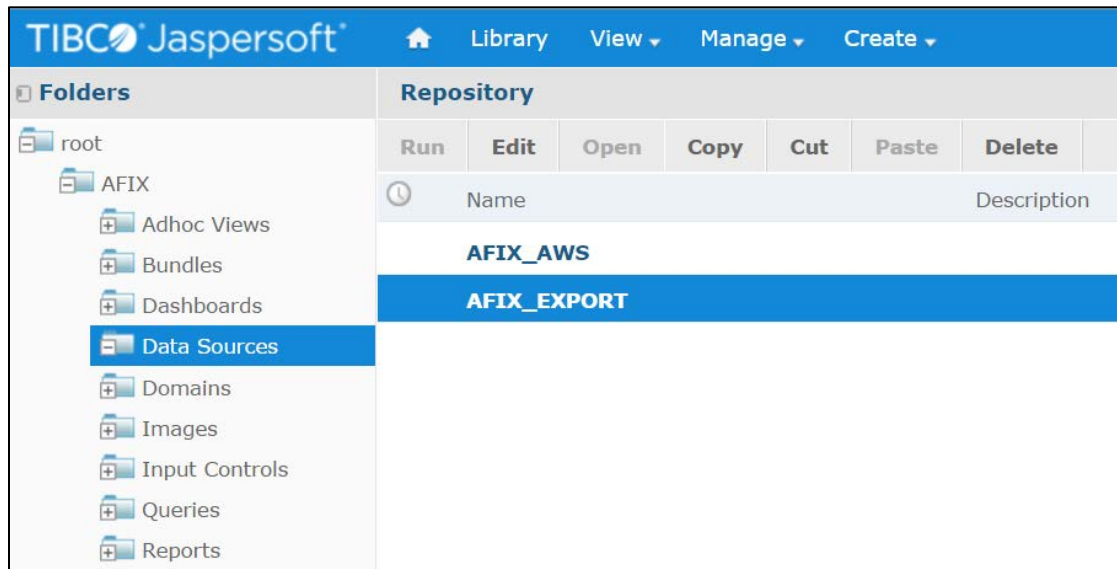 TIBCO Jaspersoft Library View Manage Create
Folders
root
AFIX
Adhoc Views
Bundles
Dashboards
Data Sources
Domains
Images
Input Controls
Queries
Reports
Repository
Run Edit Open Copy Cut Paste Delete
Name Description
AFIX_AWS
AFIX_EXPORT